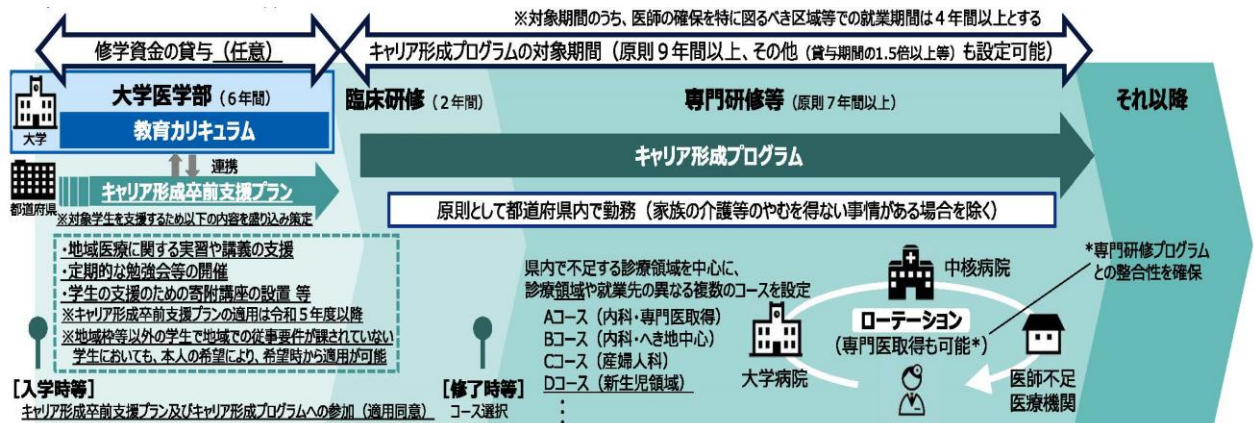 ※対象期間のうち、医師の確保を特に図るべき区域等での就業期間は4年間以上とする
修学資金の貸与（任意）
キャリア形成プログラムの対象期間（原則9年間以上、その他（貸与期間の1.5倍以上等）も設定可能）
大学医学部（6年間）
大学
教育カリキュラム
連携
都道府県
キャリア形成卒前支援プラン
※対象学生を支援するため以下の内容を盛り込み策定
・地域医療に関する実習や講義の支援
・定期的な勉強会等の開催
・学生の支援のための寄附講座の設置 等
※キャリア形成卒前支援プランの適用は令和5年度以降
※地域枠等以外の学生で地域での従事要件が課されていない
学生においても、本人の希望により、希望時から適用が可能
[入学時等]
キャリア形成卒前支援プラン及びキャリア形成プログラムへの参加（適用同意）
臨床研修（2年間）
専門研修等（原則7年間以上）
それ以降
キャリア形成プログラム
原則として都道府県内で勤務（家族の介護等のやむを得ない事情がある場合を除く）
県内で不足する診療領域を中心に、
診療領域や就業先の異なる複数のコースを設定
Aコース（内科・専門医取得）
Bコース（内科・へき地中心）
Cコース（産婦人科）
Dコース（新生児領域）
[修了時等]
コース選択
中核病院
*専門研修プログラム
との整合性を確保
ローテーション
（専門医取得も可能*）
大学病院
医師不足
医療機関